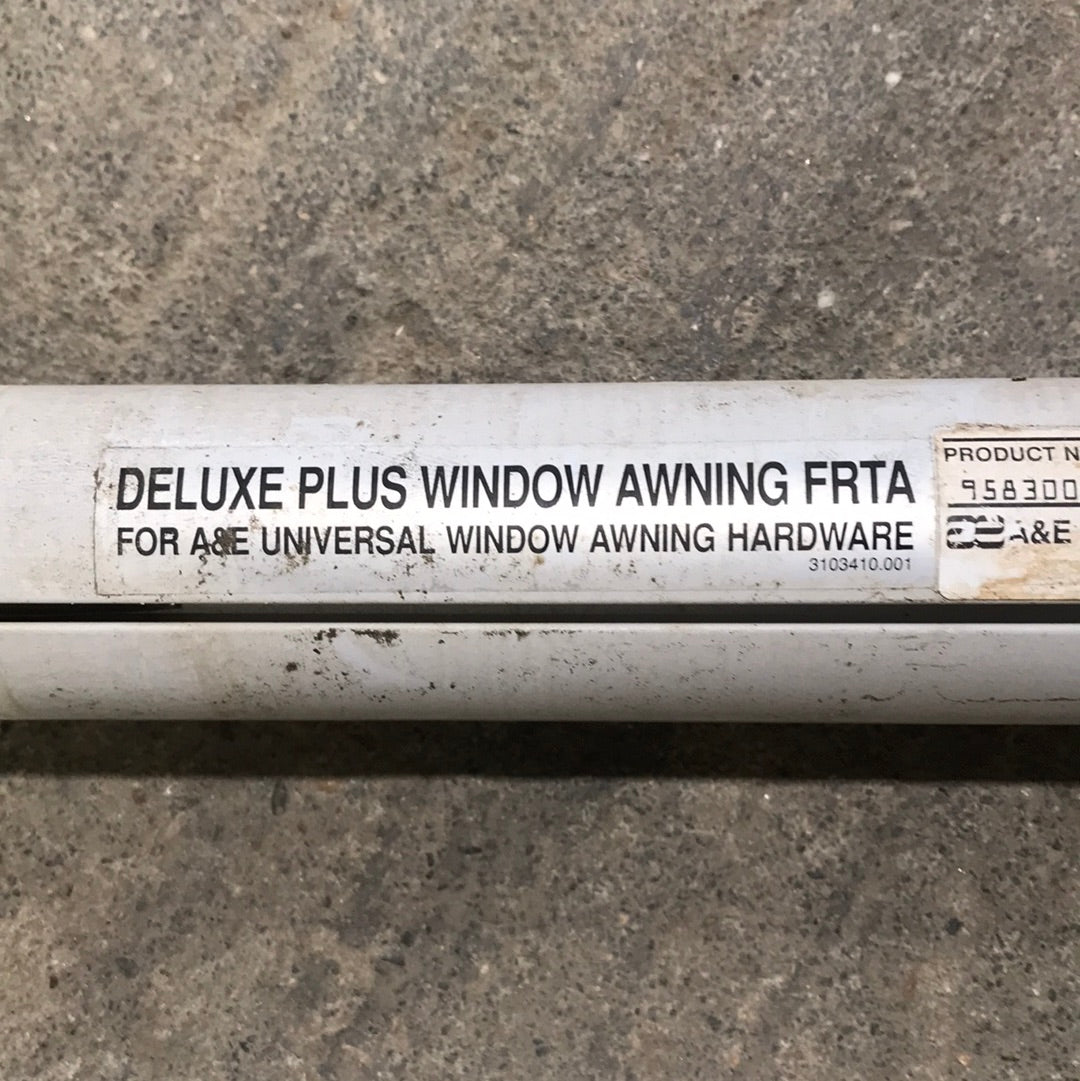 DELUXE PLUS WINDOW AWNING FRTA
FOR A&E UNIVERSAL WINDOW AWNING HARDWARE
3103410.001
PRODUCT N
958300
A&E